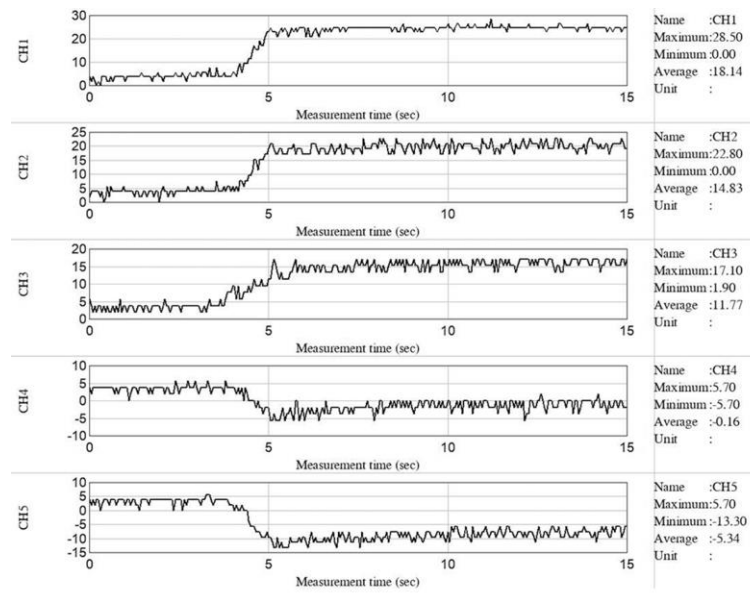 CH1
30
20
10
0
0 5 10 15
Measurement time (sec)
Name :CH1
Maximum:28.50
Minimum :0.00
Average :18.14
Unit :
CH2
25
20
15
10
5
0
0 5 10 15
Measurement time (sec)
Name :CH2
Maximum:22.80
Minimum :0.00
Average :14.83
Unit :
CH3
20
15
10
5
0
0 5 10 15
Measurement time (sec)
Name :CH3
Maximum:17.10
Minimum :1.90
Average :11.77
Unit :
CH4
10
5
0
-5
-10
0 5 10 15
Measurement time (sec)
Name :CH4
Maximum:5.70
Minimum :-5.70
Average :-0.16
Unit :
CH5
10
5
0
-5
-10
-15
0 5 10 15
Measurement time (sec)
Name :CH5
Maximum:5.70
Minimum :-13.30
Average :-5.34
Unit :